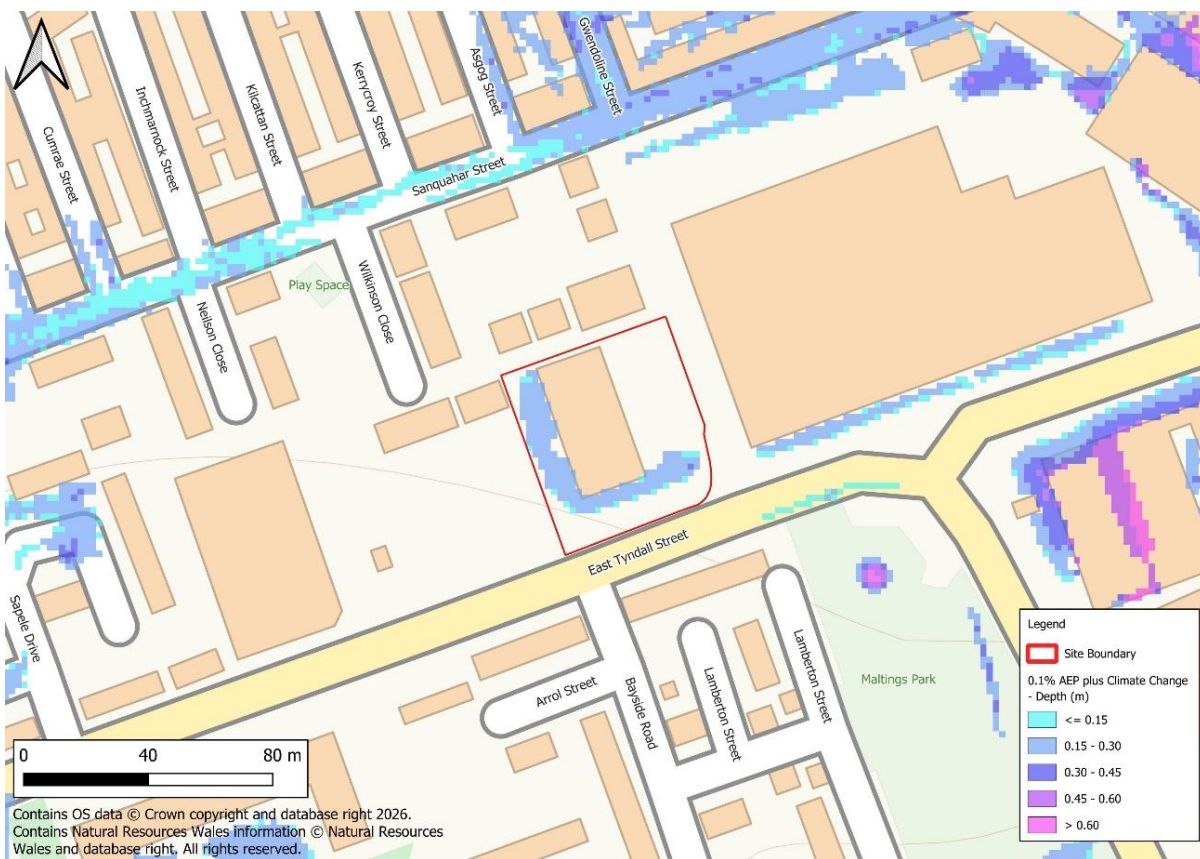 Cumrae Street
Inchmarnock Street
Kilcattan Street
Kerrycroy Street
Asgog Street
Gwendoline Street
Sanquahar Street
Play Space
Neilson Close
Wilkinson Close
East Tyndall Street
Sapele Drive
Arrol Street
Bayside Road
Lamberton Street
Lamberton Street
Maltings Park
Legend
Site Boundary
0.1% AEP plus Climate Change
- Depth (m)
<= 0.15
0.15 - 0.30
0.30 - 0.45
0.45 - 0.60
> 0.60
0 40 80 m
Contains OS data © Crown copyright and database right 2026.
Contains Natural Resources Wales information © Natural Resources
Wales and database right. All rights reserved.